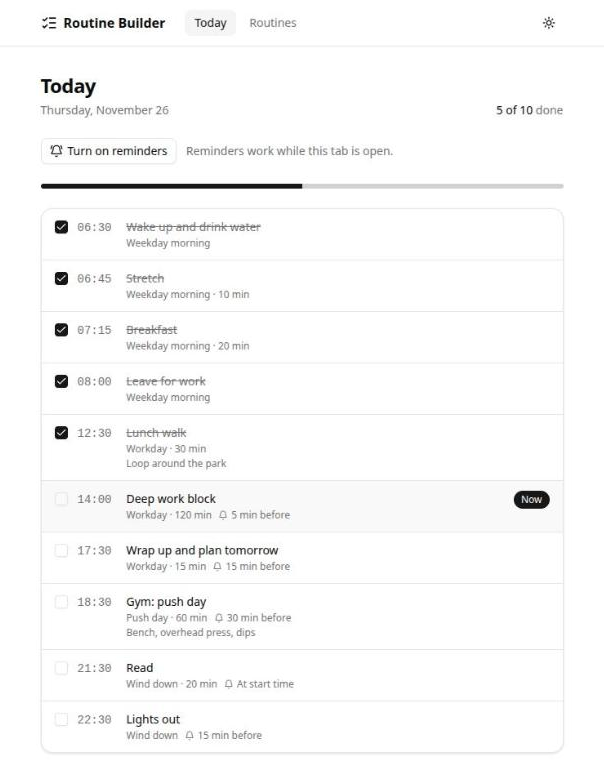 Routine Builder Today Routines
Today
Thursday, November 26
5 of 10 done
Turn on reminders Reminders work while this tab is open.
06:30 Wake up and drink water
Weekday morning
06:45 Stretch
Weekday morning · 10 min
07:15 Breakfast
Weekday morning · 20 min
08:00 Leave for work
Weekday morning
12:30 Lunch walk
Workday · 30 min
Loop around the park
14:00 Deep work block Now
Workday · 120 min 5 min before
17:30 Wrap up and plan tomorrow
Workday · 15 min 15 min before
18:30 Gym: push day
Push day · 60 min 30 min before
Bench, overhead press, dips
21:30 Read
Wind down · 20 min At start time
22:30 Lights out
Wind down 15 min before